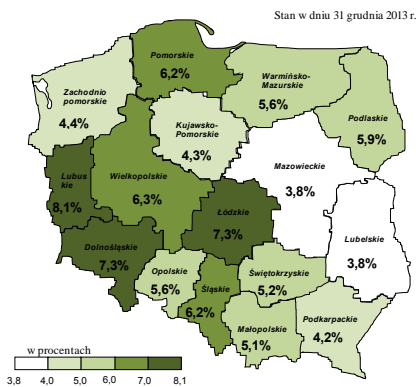 Stan w dniu 31 grudnia 2013 r.
Pomorskie
6,2%
Warmińsko-
Mazurskie
5,6%
Zachodnio
pomorskie
4,4%
Podlaskie
5,9%
Kujawsko-
Pomorskie
4,3%
Mazowieckie
3,8%
Lubus
kie
8,1%
Wielkopolskie
6,3%
Łódzkie
7,3%
Lubelskie
3,8%
Dolnośląskie
7,3%
Opolskie
5,6%
Śląskie
6,2%
Świętokrzyskie
5,2%
Małopolskie
5,1%
Podkarpackie
4,2%
w procentach
3,8 4,0 5,0 6,0 7,0 8,1